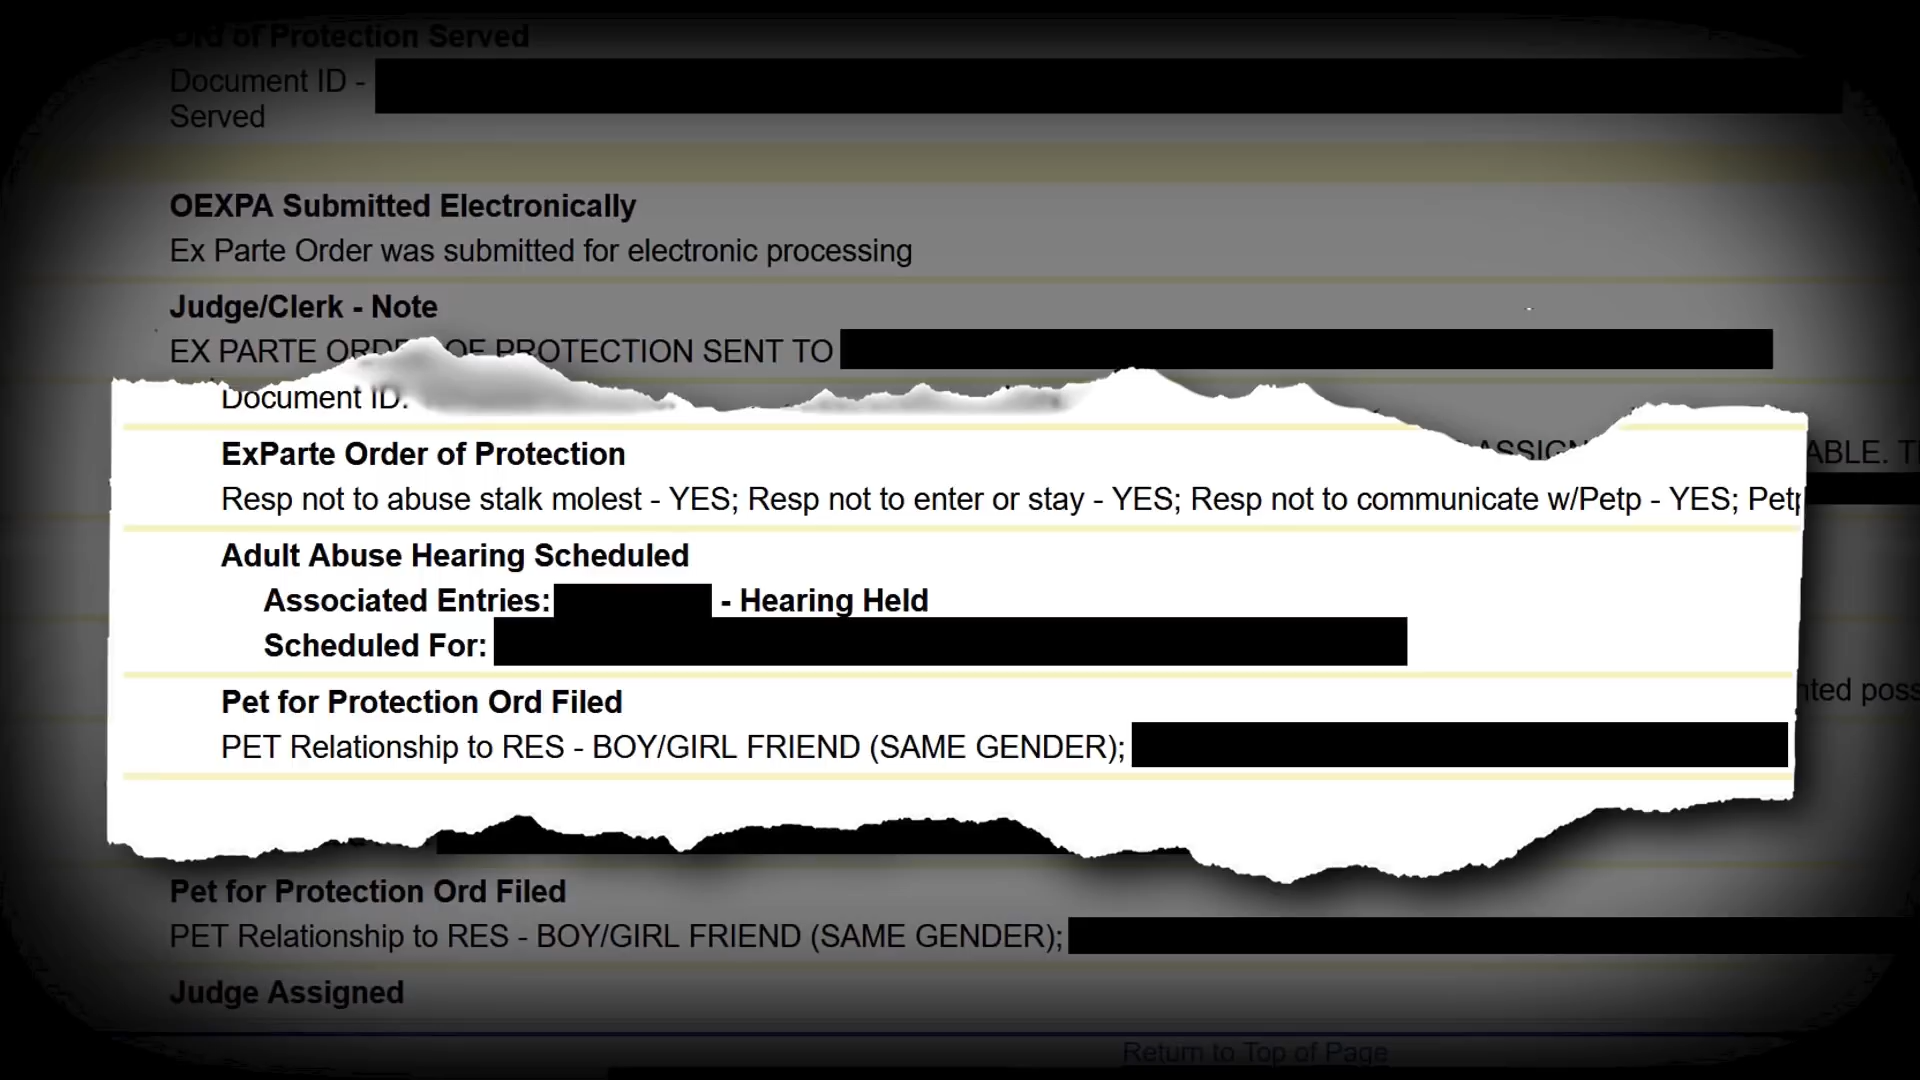 Ord of Protection Served
Document ID -
Served
OEXPA Submitted Electronically
Ex Parte Order was submitted for electronic processing
Judge/Clerk - Note
EX PARTE ORDER OF PROTECTION SENT TO
Document ID:
ExParte Order of Protection
Resp not to abuse stalk molest - YES; Resp not to enter or stay - YES; Resp not to communicate w/Petp - YES; Petp
Adult Abuse Hearing Scheduled
Associated Entries: - Hearing Held
Scheduled For:
Pet for Protection Ord Filed
PET Relationship to RES - BOY/GIRL FRIEND (SAME GENDER);
Pet for Protection Ord Filed
PET Relationship to RES - BOY/GIRL FRIEND (SAME GENDER);
Judge Assigned
Return to Top of Page